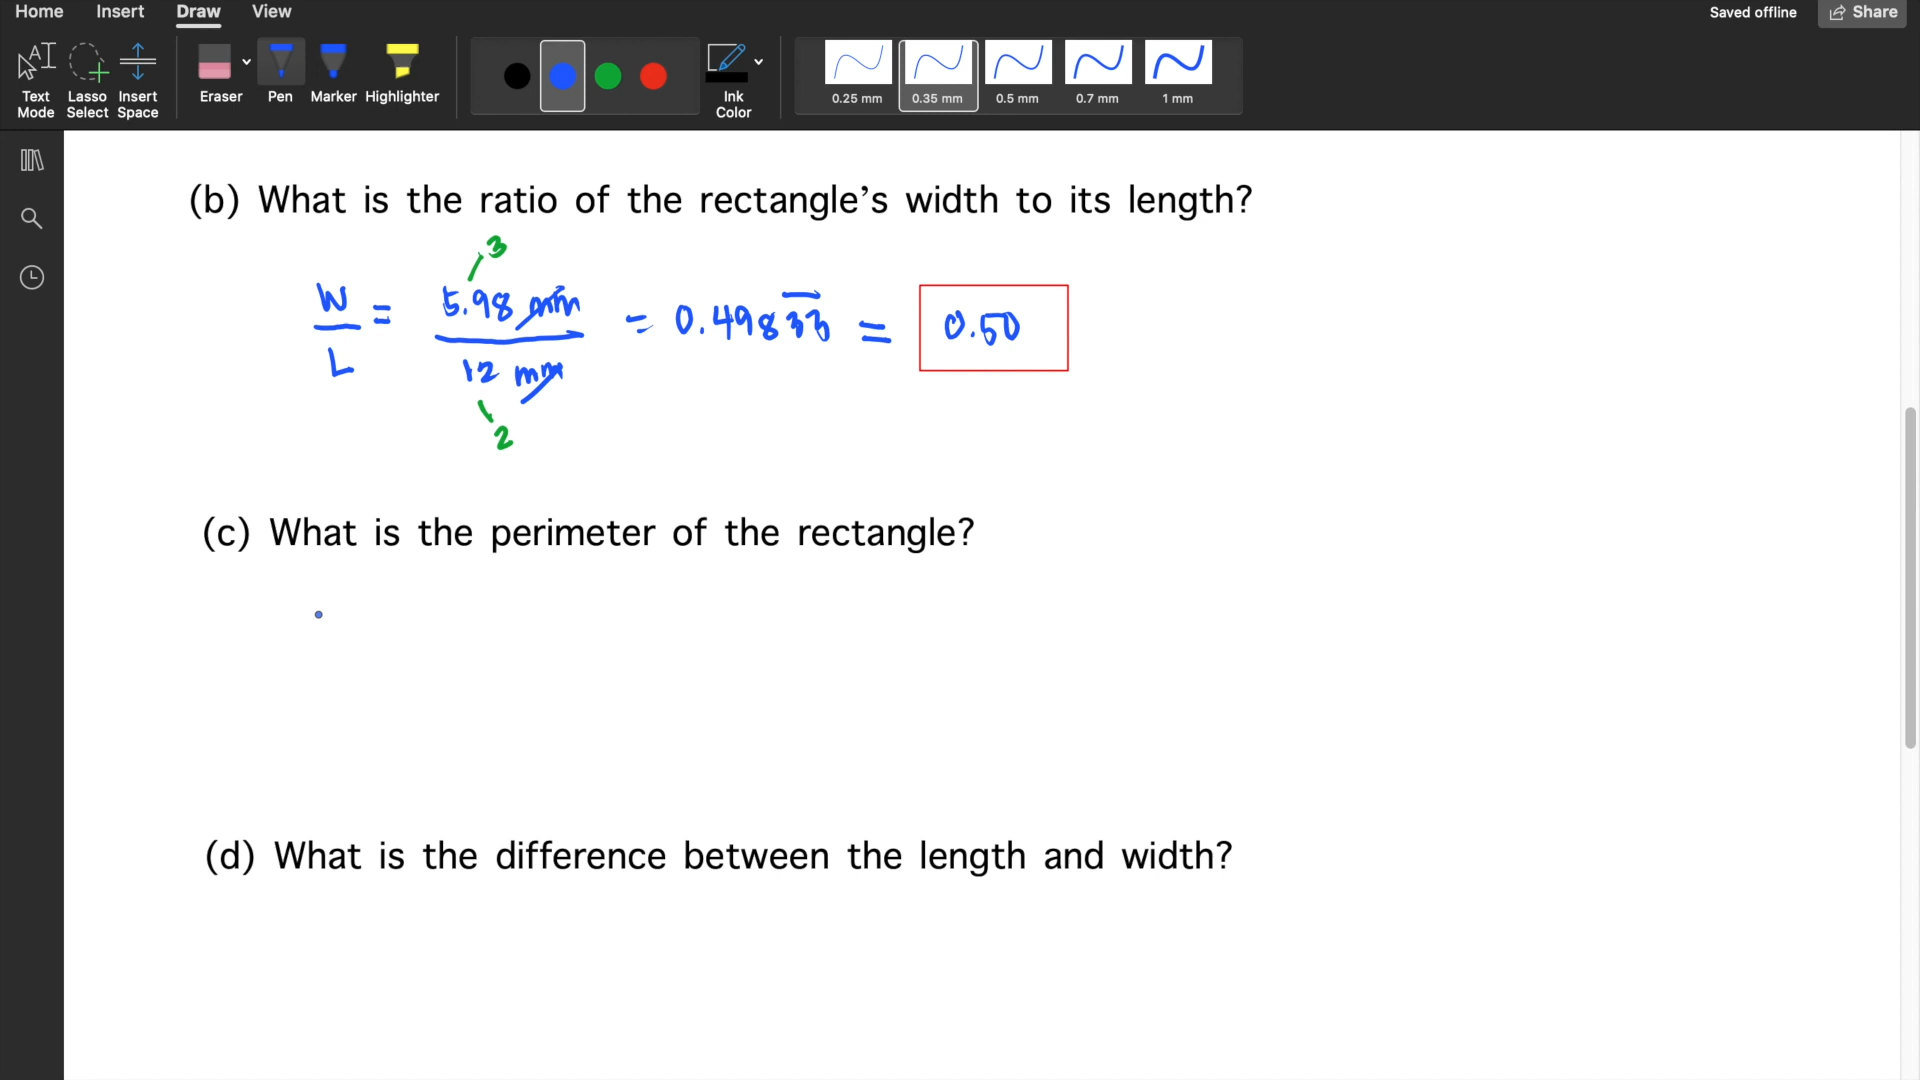 Home Insert Draw View Saved offline Share
Text Mode Lasso Select Insert Space Eraser Pen Marker Highlighter Ink Color 0.25 mm 0.35 mm 0.5 mm 0.7 mm 1 mm
(b) What is the ratio of the rectangle’s width to its length?
3
W/L = 5.98 mm/12 mm = 0.49833 = 0.50
2
(c) What is the perimeter of the rectangle?
(d) What is the difference between the length and width?